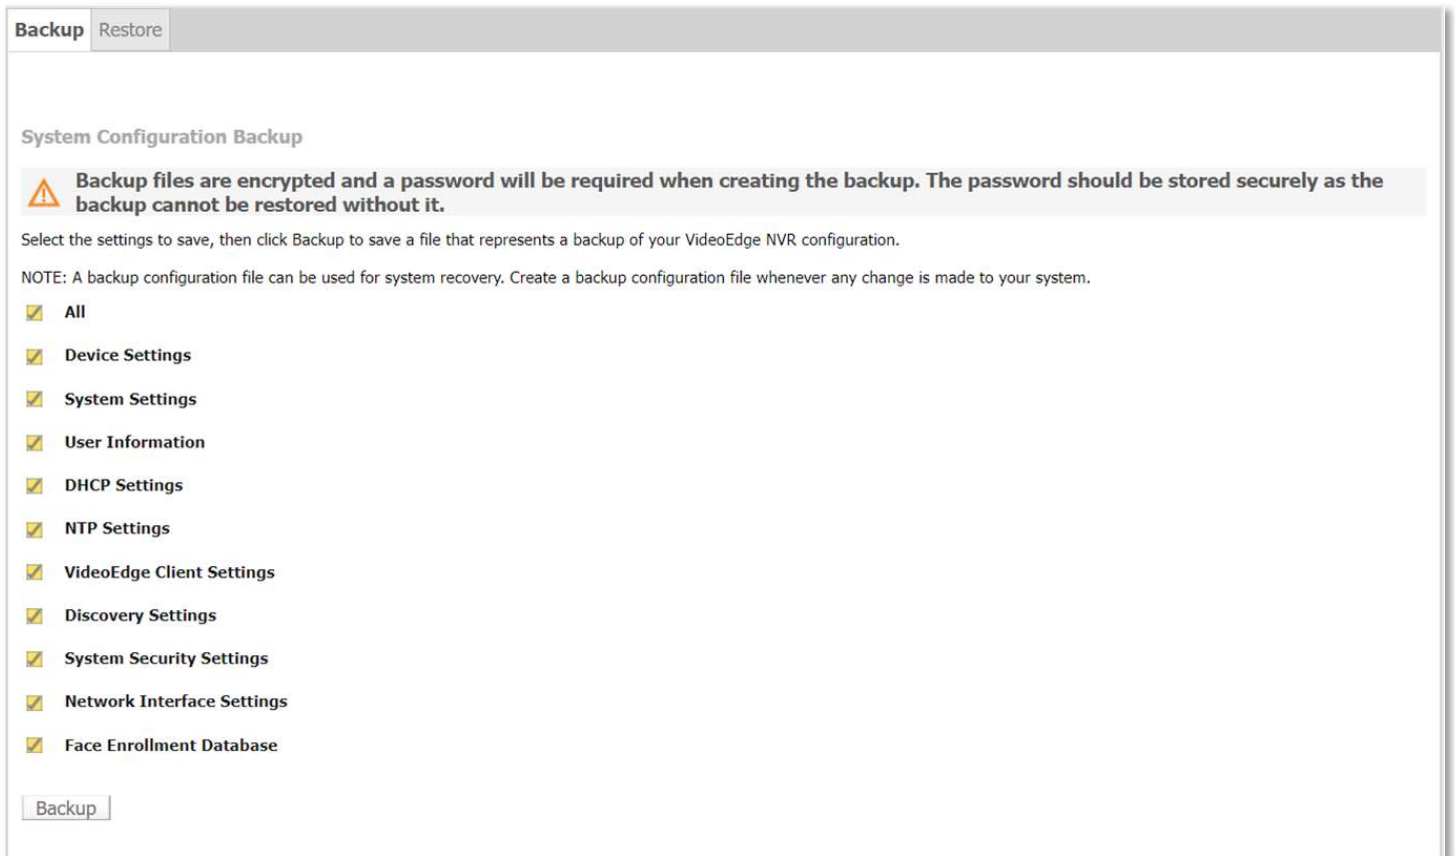 Backup Restore
System Configuration Backup
Backup files are encrypted and a password will be required when creating the backup. The password should be stored securely as the
backup cannot be restored without it.
Select the settings to save, then click Backup to save a file that represents a backup of your VideoEdge NVR configuration.
NOTE: A backup configuration file can be used for system recovery. Create a backup configuration file whenever any change is made to your system.
All
Device Settings
System Settings
User Information
DHCP Settings
NTP Settings
VideoEdge Client Settings
Discovery Settings
System Security Settings
Network Interface Settings
Face Enrollment Database
Backup